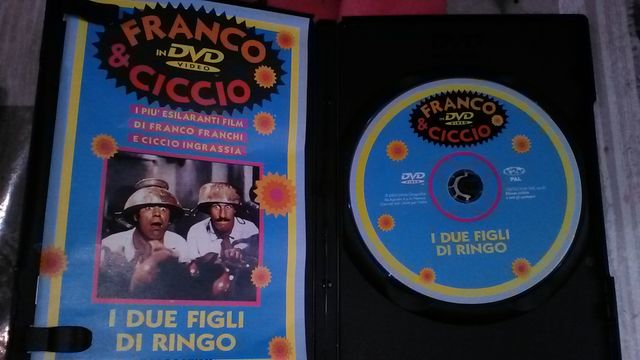 FRANCO
IN DVD
VIDEO
& CICCIO
I PIU' ESILARANTI FILM
DI FRANCO FRANCHI
E CICCIO INGRASSIA
I DUE FIGLI
DI RINGO
FRANCO
IN DVD
VIDEO
& CICCIO
DVD
VIDEO
2
PAL
I DUE FIGLI
DI RINGO